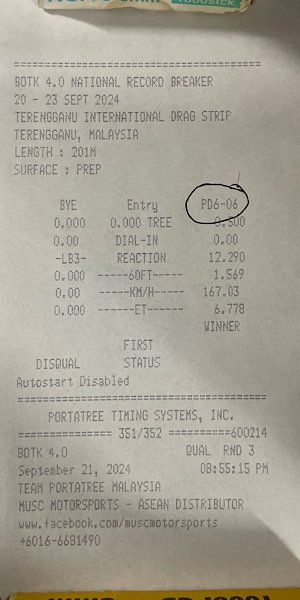 1000sᴛɪᴄᴋ
======================================
BOTK 4.0 NATIONAL RECORD BREAKER
20 - 23 SEPT 2024
TERENGGANU INTERNATIONAL DRAG STRIP
TERENGGANU, MALAYSIA
LENGTH : 201M
SURFACE : PREP
BYE Entry PD6-06
0.000 0.000 TREE 0.500
0.00 DIAL-IN 0.00
-LB3- REACTION 12.290
0.000 -----60FT----- 1.569
0.00 -----KM/H----- 167.03
0.000 ------ET------ 6.778
WINNER
FIRST
DISQUAL STATUS
Autostart Disabled
======================================
PORTATREE TIMING SYSTEMS, INC.
=============== 351/352 ==========600214
BOTK 4.0 QUAL RND 3
September 21, 2024 08:55:15 PM
TEAM PORTATREE MALAYSIA
MUSC MOTORSPORTS - ASEAN DISTRIBUTOR
www.facebook.com/muscmotorsports
+6016-6681490